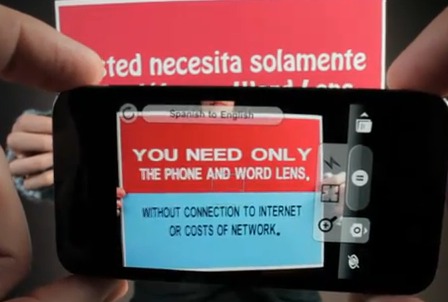 sted necesita solamente
Spanish to English
YOU NEED ONLY
THE PHONE AND WORD LENS.
WITHOUT CONNECTION TO INTERNET
OR COSTS OF NETWORK.